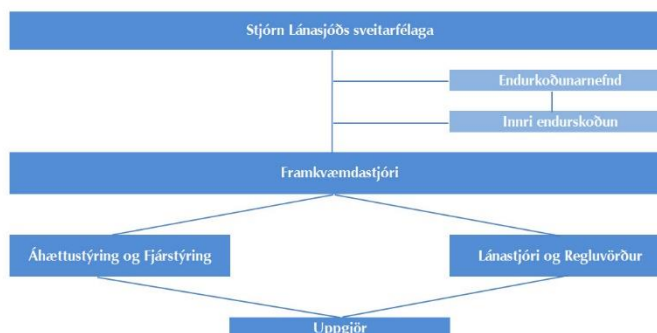 Stjórn Lánasjóðs sveitarfélaga
Endurkoðunarnefnd
Innri endurskoðun
Framkvæmdastjóri
Áhættustýring og Fjárstýring
Lánastjóri og Regluvörður
Uppgjör